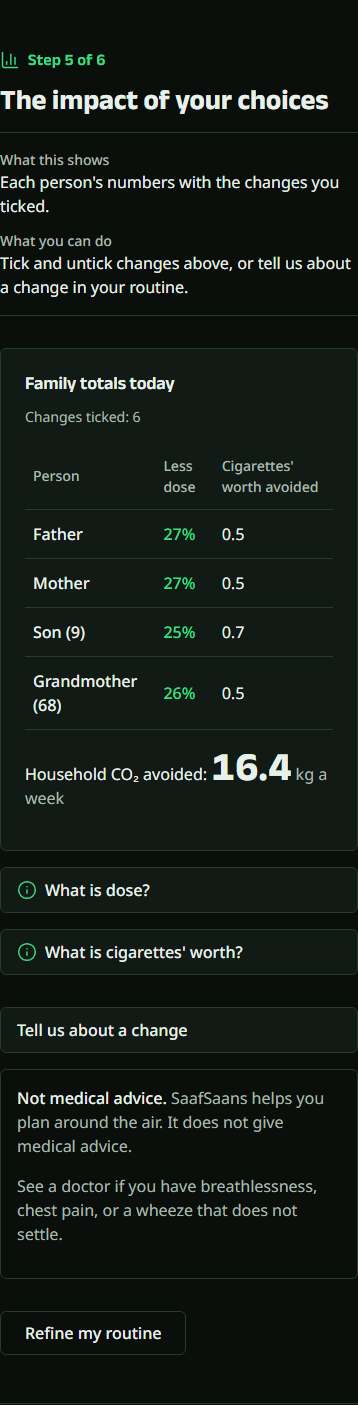 Step 5 of 6
The impact of your choices
What this shows
Each person's numbers with the changes you
ticked.
What you can do
Tick and untick changes above, or tell us about
a change in your routine.
Family totals today
Changes ticked: 6
Person Less dose Cigarettes' worth avoided
Father 27% 0.5
Mother 27% 0.5
Son (9) 25% 0.7
Grandmother (68) 26% 0.5
Household CO₂ avoided: 16.4 kg a
week
What is dose?
What is cigarettes' worth?
Tell us about a change
Not medical advice. SaafSaans helps you
plan around the air. It does not give
medical advice.
See a doctor if you have breathlessness,
chest pain, or a wheeze that does not
settle.
Refine my routine